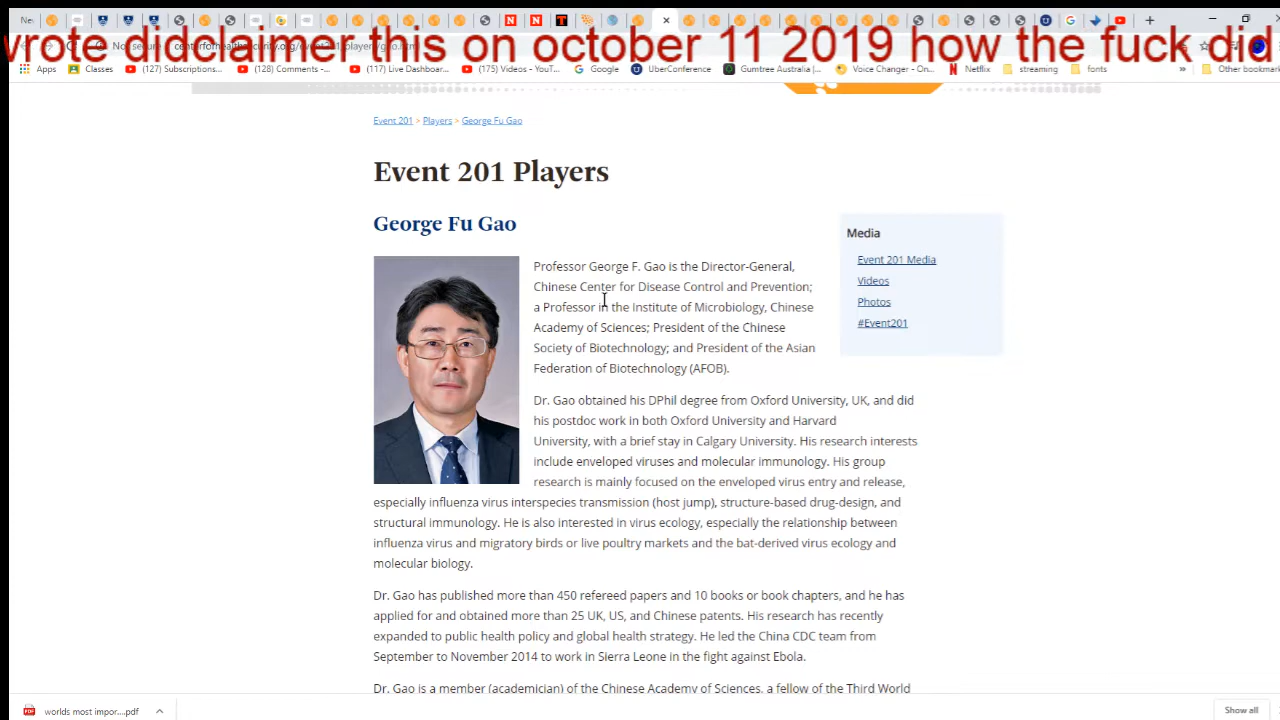 wrote didclaimer this on october 11 2019 how the fuck did
Not secure
Apps
Classes
(127) Subscriptions...
(128) Comments -...
(117) Live Dashboar...
(175) Videos - YouT...
Google
UberConference
Gumtree Australia |...
Voice Changer - On...
Netflix
streaming
fonts
»
Other bookmark
Event 201 > Players > George Fu Gao
Event 201 Players
George Fu Gao
Professor George F. Gao is the Director-General,
Chinese Center for Disease Control and Prevention;
a Professor in the Institute of Microbiology, Chinese
Academy of Sciences; President of the Chinese
Society of Biotechnology; and President of the Asian
Federation of Biotechnology (AFOB).
Media
Event 201 Media
Videos
Photos
#Event201
Dr. Gao obtained his DPhil degree from Oxford University, UK, and did
his postdoc work in both Oxford University and Harvard
University, with a brief stay in Calgary University. His research interests
include enveloped viruses and molecular immunology. His group
research is mainly focused on the enveloped virus entry and release,
especially influenza virus interspecies transmission (host jump), structure-based drug-design, and
structural immunology. He is also interested in virus ecology, especially the relationship between
influenza virus and migratory birds or live poultry markets and the bat-derived virus ecology and
molecular biology.
Dr. Gao has published more than 450 refereed papers and 10 books or book chapters, and he has
applied for and obtained more than 25 UK, US, and Chinese patents. His research has recently
expanded to public health policy and global health strategy. He led the China CDC team from
September to November 2014 to work in Sierra Leone in the fight against Ebola.
Dr. Gao is a member (academician) of the Chinese Academy of Sciences, a fellow of the Third World
worlds most impor....pdf
Show all